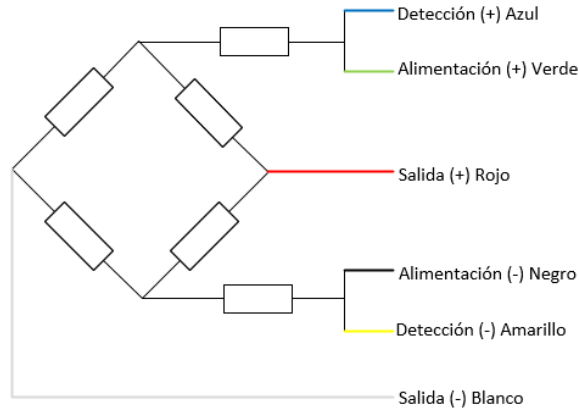 Detección (+) Azul
Alimentación (+) Verde
Salida (+) Rojo
Alimentación (-) Negro
Detección (-) Amarillo
Salida (-) Blanco